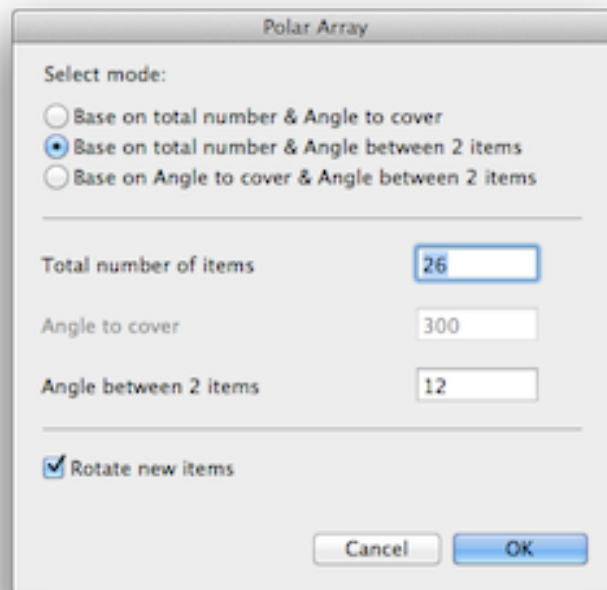 Polar Array
Select mode:
Base on total number & Angle to cover
Base on total number & Angle between 2 items
Base on Angle to cover & Angle between 2 items
Total number of items 26
Angle to cover 300
Angle between 2 items 12
Rotate new items
Cancel OK